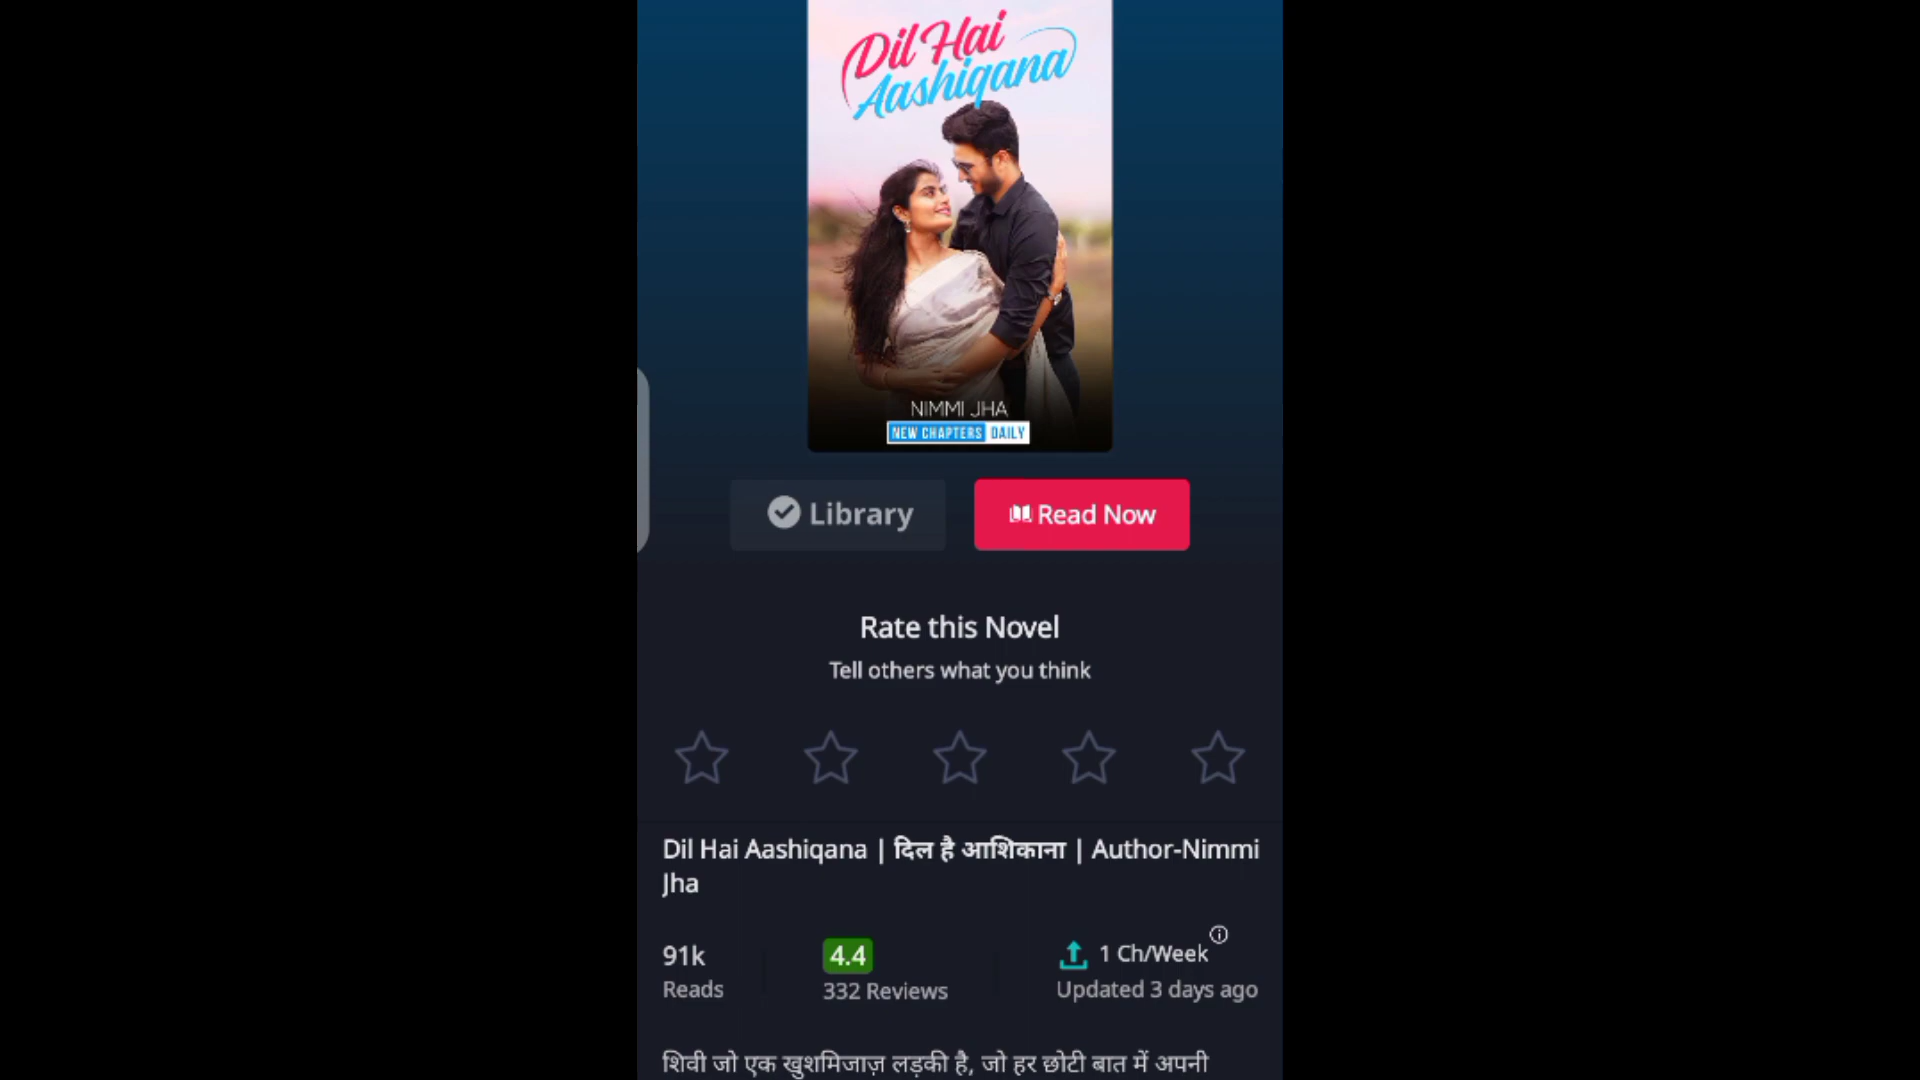 Dil Hai
Aashiqana
NIMMI JHA
NEW CHAPTERS DAILY
Library
Read Now
Rate this Novel
Tell others what you think
Dil Hai Aashiqana | दिल है आशिकाना | Author-Nimmi
Jha
91k
4.4
1 Ch/Week
Reads
332 Reviews
Updated 3 days ago
शिवी जो एक खुशमिजाज़ लड़की है, जो हर छोटी बात में अपनी